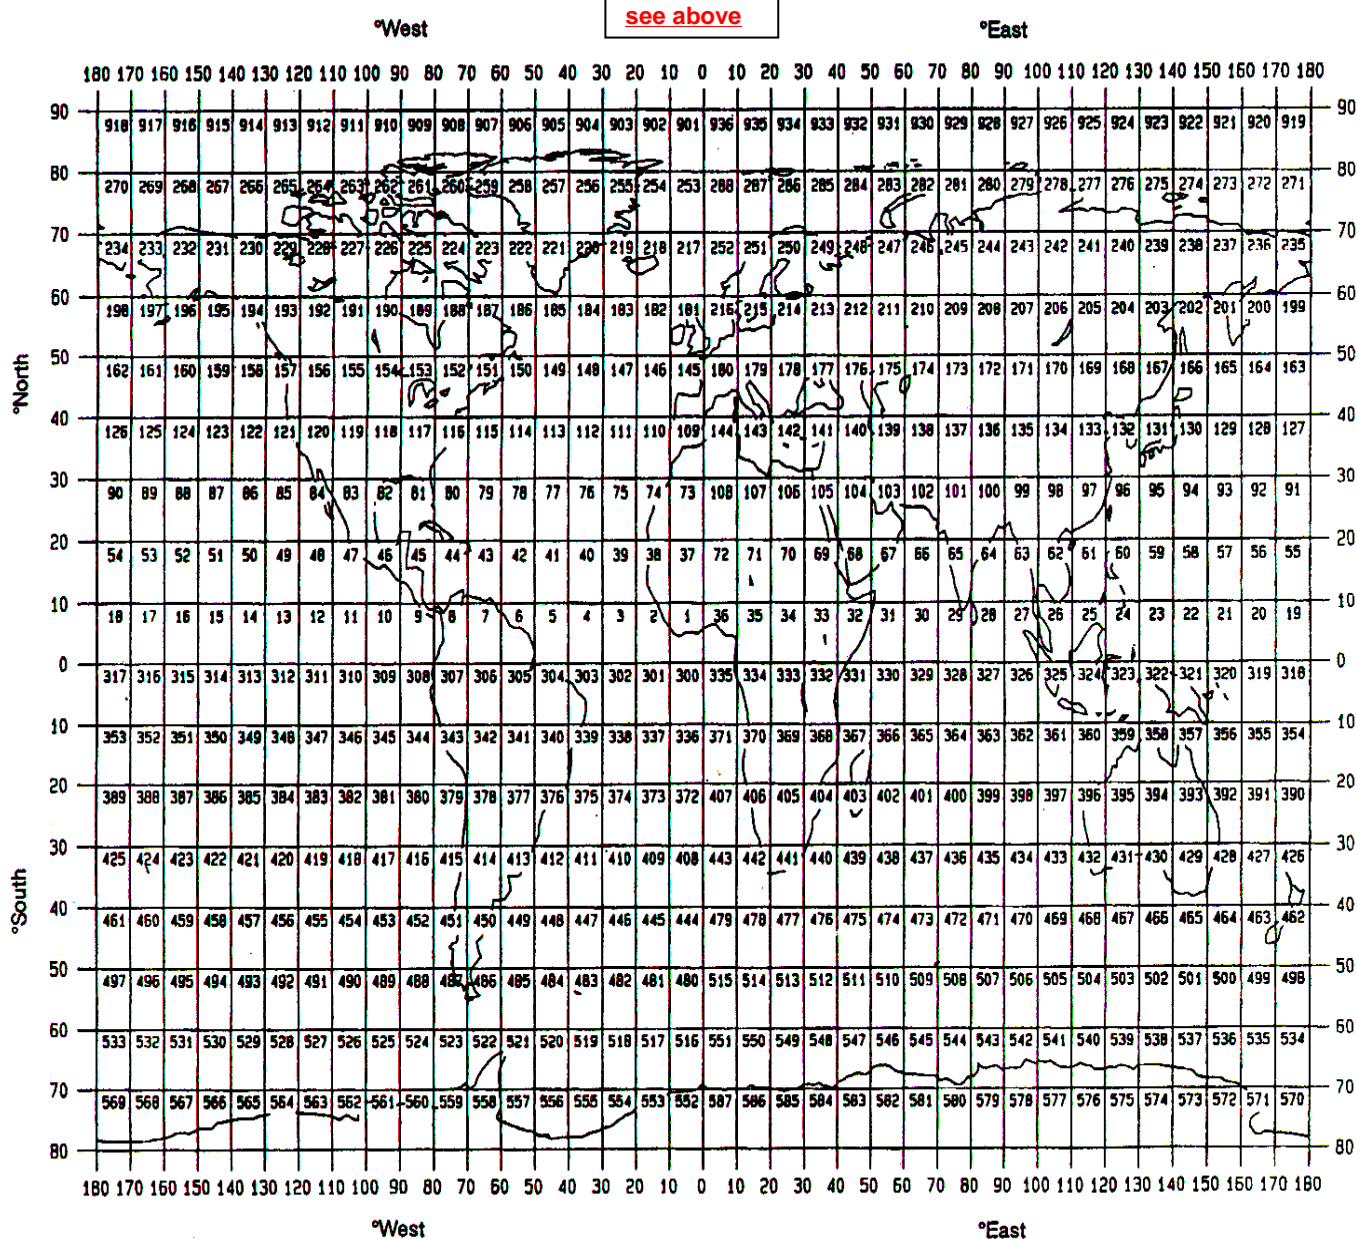 see above
°West °East
180 170 160 150 140 130 120 110 100 90 80 70 60 50 40 30 20 10 0 10 20 30 40 50 60 70 80 90 100 110 120 130 140 150 160 170 180
90 90
918 917 916 915 914 913 912 911 910 909 908 907 906 905 904 903 902 901 936 935 934 933 932 931 930 929 928 927 926 925 924 923 922 921 920 919
80 80
270 269 268 267 266 265 264 263 262 261 260 259 258 257 256 255 254 253 288 287 286 285 284 283 282 281 280 279 278 277 276 275 274 273 272 271
70 70
234 233 232 231 230 229 228 227 226 225 224 223 222 221 220 219 218 217 252 251 250 249 248 247 246 245 244 243 242 241 240 239 238 237 236 235
60 60
198 197 196 195 194 193 192 191 190 189 188 187 186 185 184 183 182 181 216 215 214 213 212 211 210 209 208 207 206 205 204 203 202 201 200 199
50 50
°North
162 161 160 159 158 157 156 155 154 153 152 151 150 149 148 147 146 145 180 179 178 177 176 175 174 173 172 171 170 169 168 167 166 165 164 163
40 40
126 125 124 123 122 121 120 119 118 117 116 115 114 113 112 111 110 109 144 143 142 141 140 139 138 137 136 135 134 133 132 131 130 129 128 127
30 30
90 89 88 87 86 85 84 83 82 81 80 79 78 77 76 75 74 73 108 107 106 105 104 103 102 101 100 99 98 97 96 95 94 93 92 91
20 20
54 53 52 51 50 49 48 47 46 45 44 43 42 41 40 39 38 37 72 71 70 69 68 67 66 65 64 63 62 61 60 59 58 57 56 55
10 10
18 17 16 15 14 13 12 11 10 9 8 7 6 5 4 3 2 1 36 35 34 33 32 31 30 29 28 27 26 25 24 23 22 21 20 19
0 0
317 316 315 314 313 312 311 310 309 308 307 306 305 304 303 302 301 300 335 334 333 332 331 330 329 328 327 326 325 324 323 322 321 320 319 318
10 10
353 352 351 350 349 348 347 346 345 344 343 342 341 340 339 338 337 336 371 370 369 368 367 366 365 364 363 362 361 360 359 358 357 356 355 354
20 20
389 388 387 386 385 384 383 382 381 380 379 378 377 376 375 374 373 372 407 406 405 404 403 402 401 400 399 398 397 396 395 394 393 392 391 390
30 30
425 424 423 422 421 420 419 418 417 416 415 414 413 412 411 410 409 408 443 442 441 440 439 438 437 436 435 434 433 432 431 430 429 428 427 426
°South
40 40
461 460 459 458 457 456 455 454 453 452 451 450 449 448 447 446 445 444 479 478 477 476 475 474 473 472 471 470 469 468 467 466 465 464 463 462
50 50
497 496 495 494 493 492 491 490 489 488 487 486 485 484 483 482 481 480 515 514 513 512 511 510 509 508 507 506 505 504 503 502 501 500 499 498
60 60
533 532 531 530 529 528 527 526 525 524 523 522 521 520 519 518 517 516 551 550 549 548 547 546 545 544 543 542 541 540 539 538 537 536 535 534
70 70
569 568 567 566 565 564 563 562 561 560 559 558 557 556 555 554 553 552 587 586 585 584 583 582 581 580 579 578 577 576 575 574 573 572 571 570
80 80
180 170 160 150 140 130 120 110 100 90 80 70 60 50 40 30 20 10 0 10 20 30 40 50 60 70 80 90 100 110 120 130 140 150 160 170 180
°West °East